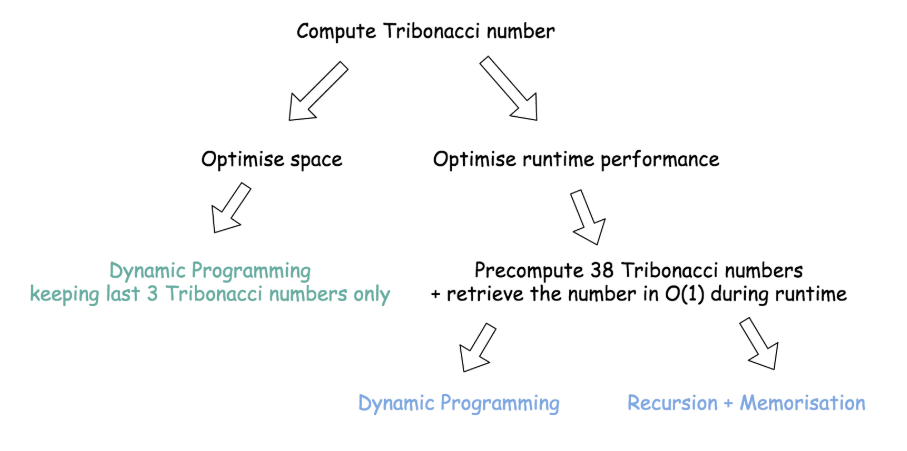 Compute Tribonacci number
Optimise space
Optimise runtime performance
Dynamic Programming
keeping last 3 Tribonacci numbers only
Precompute 38 Tribonacci numbers
+ retrieve the number in O(1) during runtime
Dynamic Programming
Recursion + Memorisation